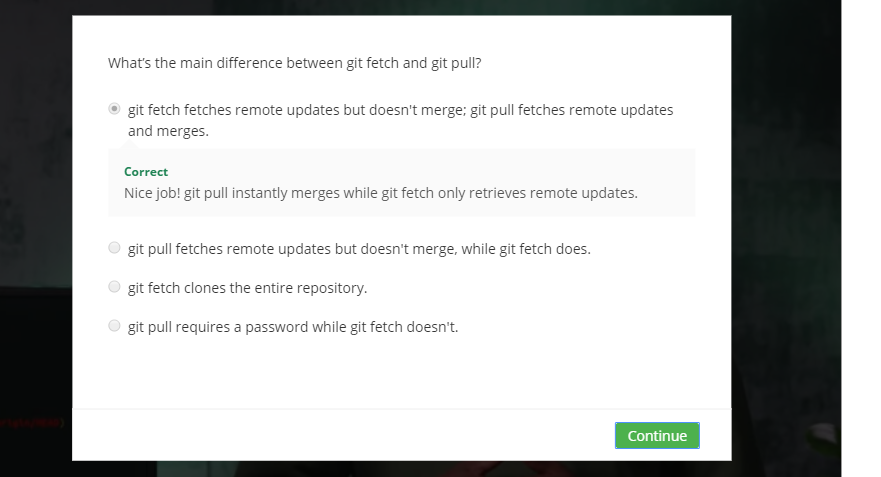 What's the main difference between git fetch and git pull?
git fetch fetches remote updates but doesn't merge; git pull fetches remote updates
and merges.
Correct
Nice job! git pull instantly merges while git fetch only retrieves remote updates.
git pull fetches remote updates but doesn't merge, while git fetch does.
git fetch clones the entire repository.
git pull requires a password while git fetch doesn't.
Continue